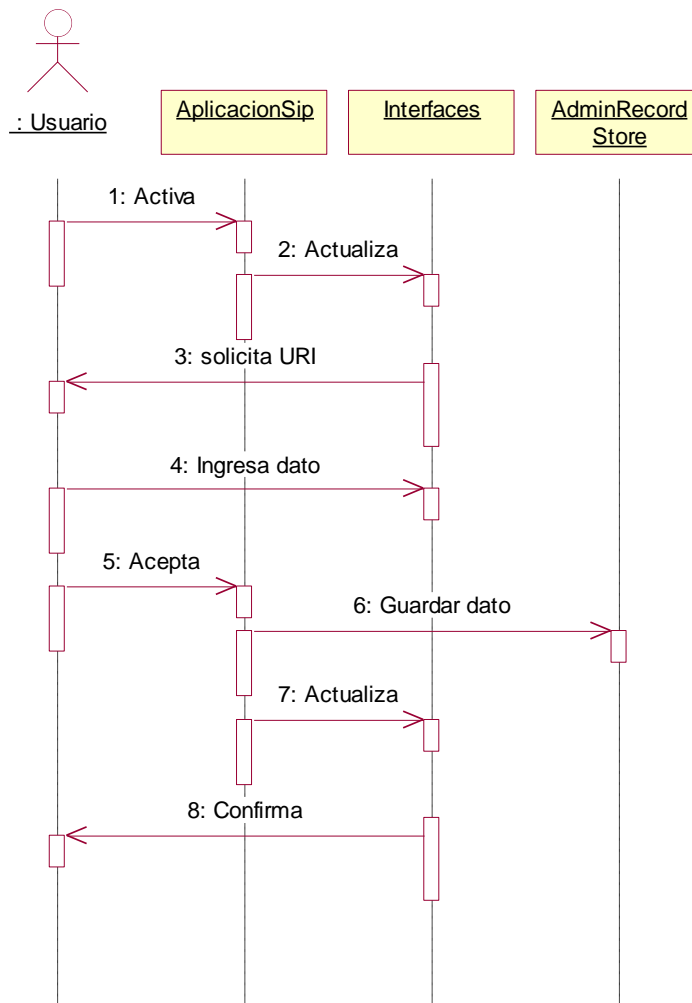 : Usuario
AplicacionSip
Interfaces
AdminRecord
Store
1: Activa
2: Actualiza
3: solicita URI
4: Ingresa dato
5: Acepta
6: Guardar dato
7: Actualiza
8: Confirma